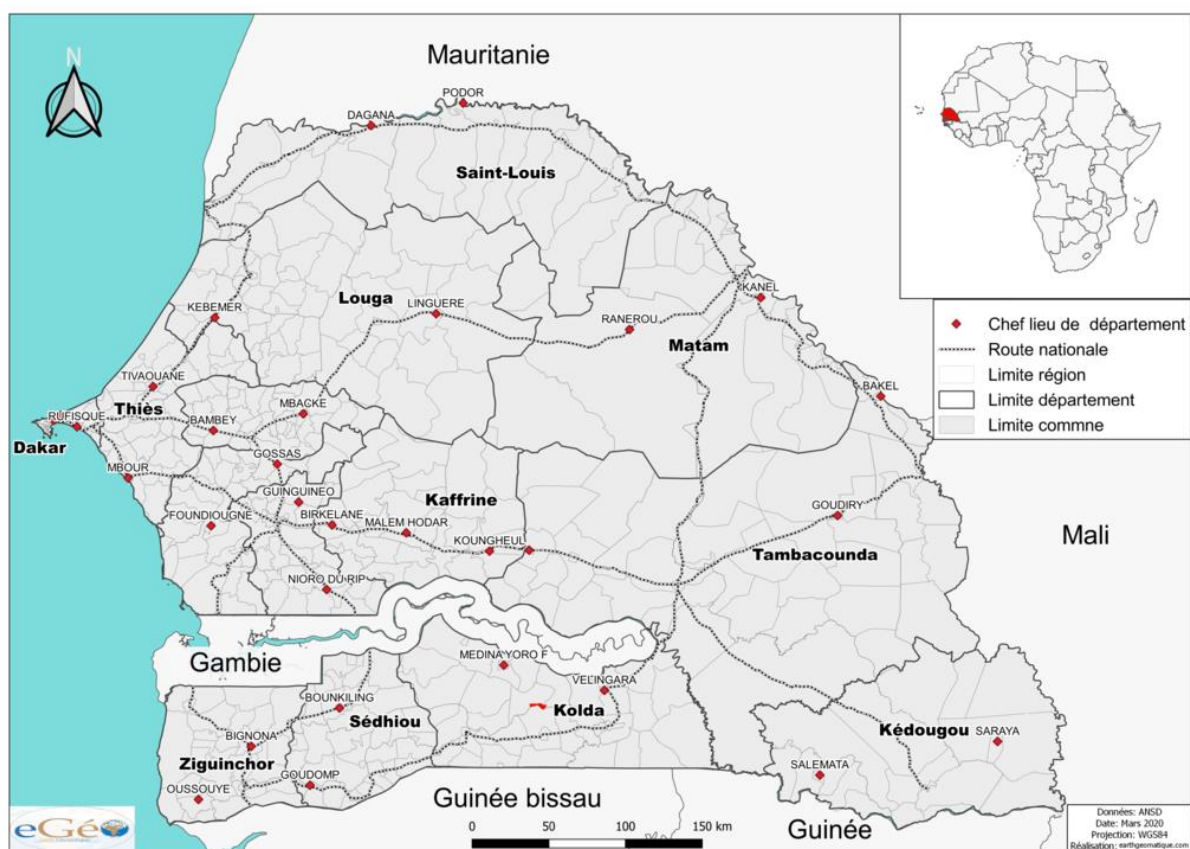 Mauritanie
N
PODOR
DAGANA
Saint-Louis
KANEL
Louga
LINGUERE
KEBEMER
RANEROU
Matam
TIVAOUANE
BAKEL
Thiès
MBACKE
RUFISQUE
BAMBEY
Dakar
GOSSAS
MBOUR
GUINGUINEO
Kaffrine
FOUNDIOUGNE
BIRKELANE
MALEM HODAR
GOUDIRY
KOUNGHEUL
Tambacounda
Mali
NIORO DU RIP
Gambie
MEDINA YORO F
VELINGARA
BOUNKILING
Sédhiou
Kolda
BIGNONA
Kédougou
SARAYA
Ziguinchor
GOUDOMP
SALEMATA
OUSSOUYE
Guinée bissau
Guinée
eGéo
0 50 100 150 km
Chef lieu de département
Route nationale
Limite région
Limite département
Limite commne
Données: ANSD
Date: Mars 2020
Projection: WGS84
Réalisation: earthgeomatique.com